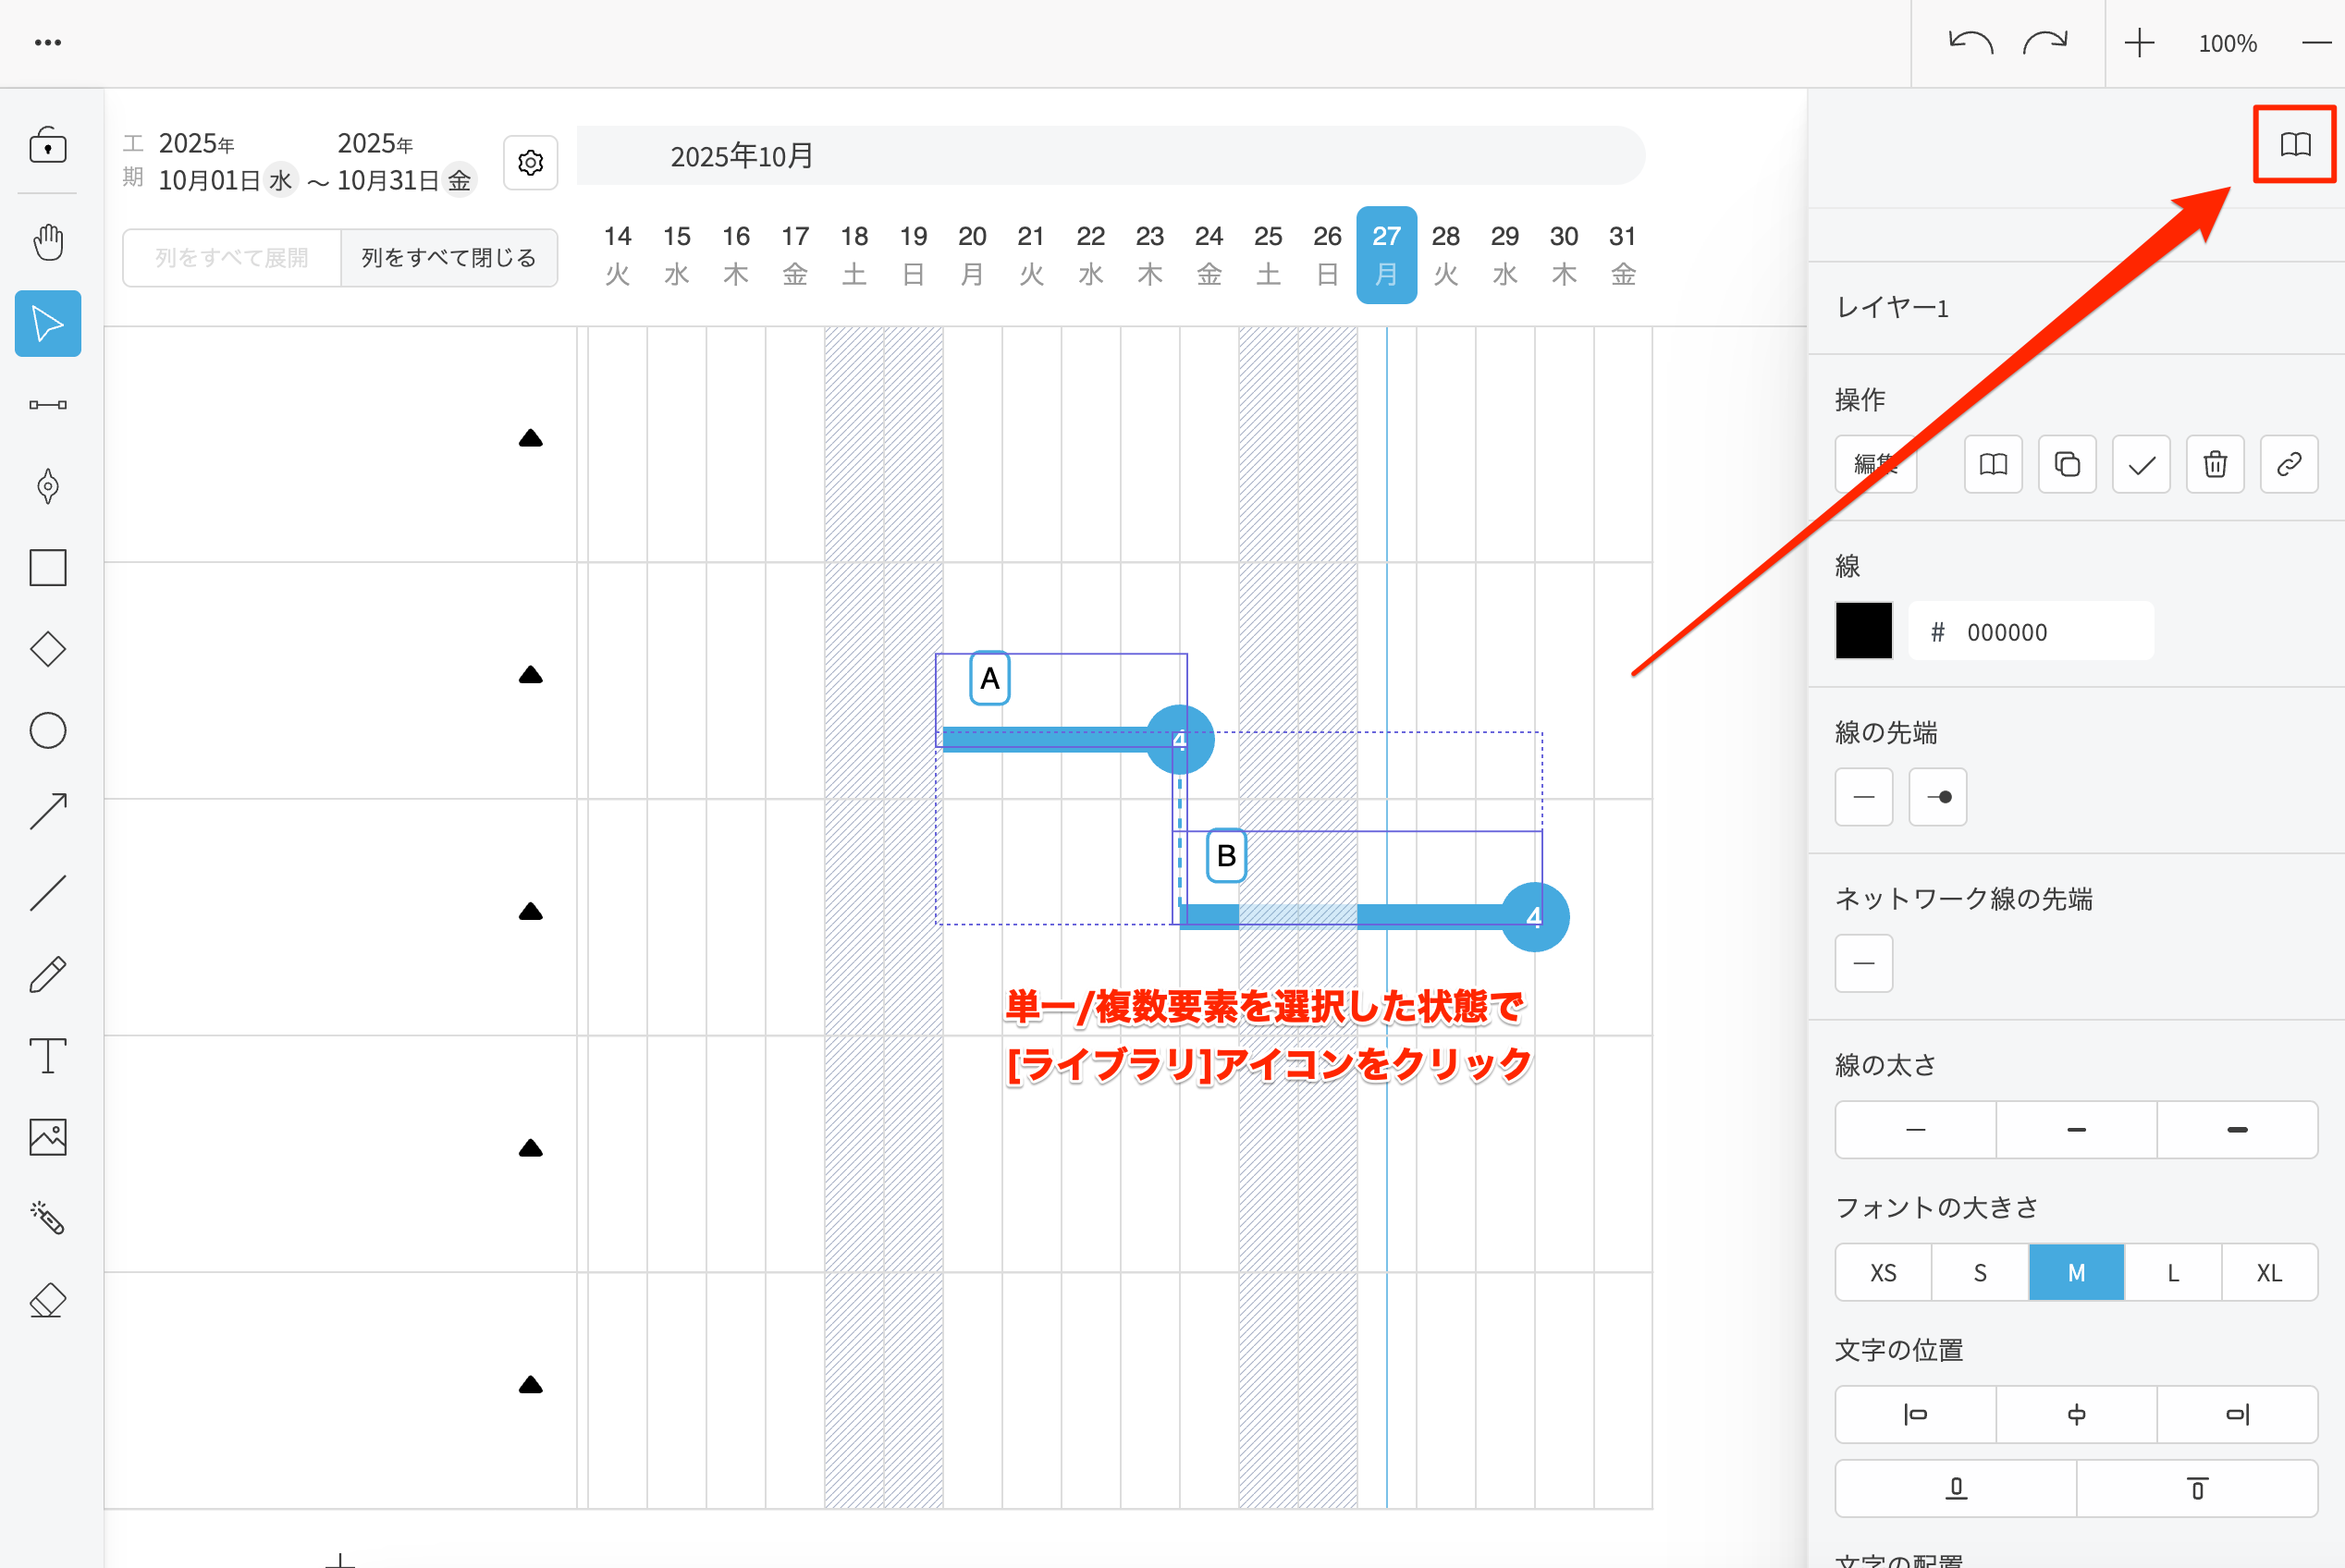 •••
100%
工期
2025年
10月01日 水 ～
2025年
10月31日 金
2025年10月
列をすべて展開 列をすべて閉じる
14 15 16 17 18 19 20 21 22 23 24 25 26 27 28 29 30 31
火 水 木 金 土 日 月 火 水 木 金 土 日 月 火 水 木 金
A
4
B
4
単一/複数要素を選択した状態で
[ライブラリ]アイコンをクリック
レイヤー1
操作
編集
線
# 000000
線の先端
ネットワーク線の先端
線の太さ
フォントの大きさ
XS S M L XL
文字の位置
文字の配置